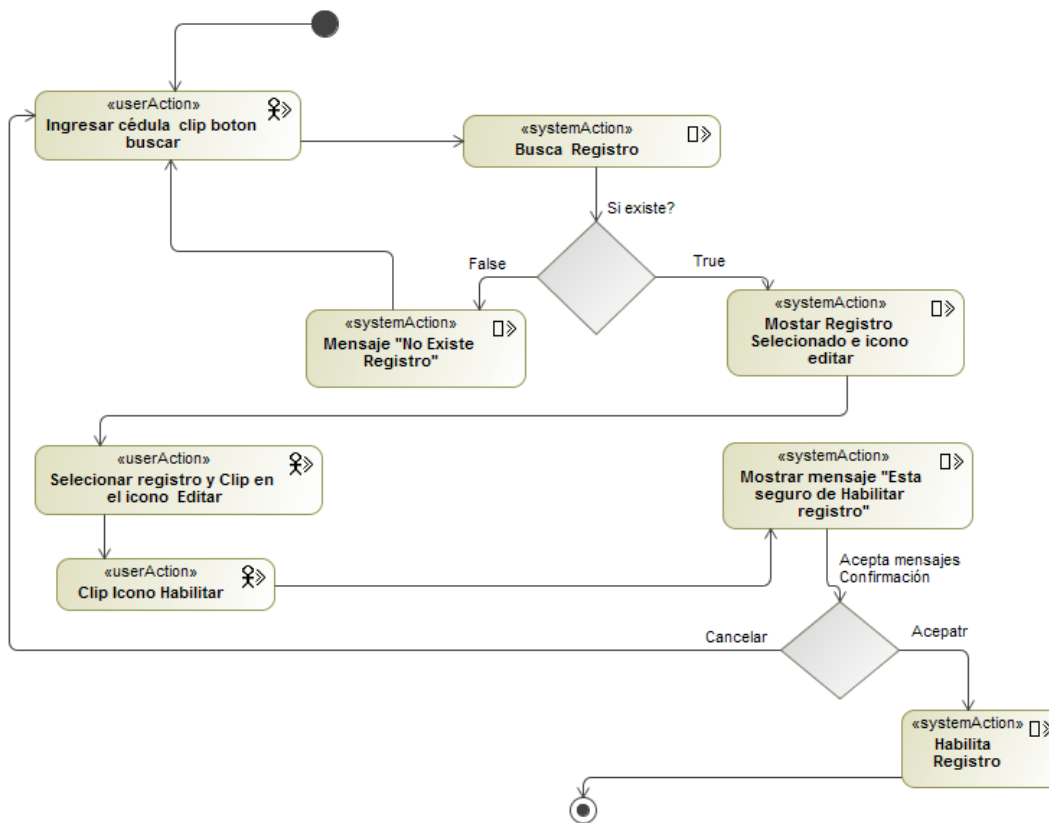 «userAction»
Ingresar cédula clip boton
buscar
«systemAction»
Busca Registro
Si existe?
False
True
«systemAction»
Mensaje "No Existe
Registro"
«systemAction»
Mostar Registro
Selecionado e icono
editar
«userAction»
Selecionar registro y Clip en
el icono Editar
«systemAction»
Mostrar mensaje "Esta
seguro de Habilitar
registro"
«userAction»
Clip Icono Habilitar
Acepta mensajes
Confirmación
Cancelar
Acepatr
«systemAction»
Habilita
Registro